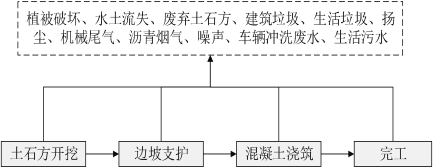 植被破坏、水土流失、废弃土石方、建筑垃圾、生活垃圾、扬
尘、机械尾气、沥青烟气、噪声、车辆冲洗废水、生活污水
土石方开挖
边坡支护
混凝土浇筑
完工